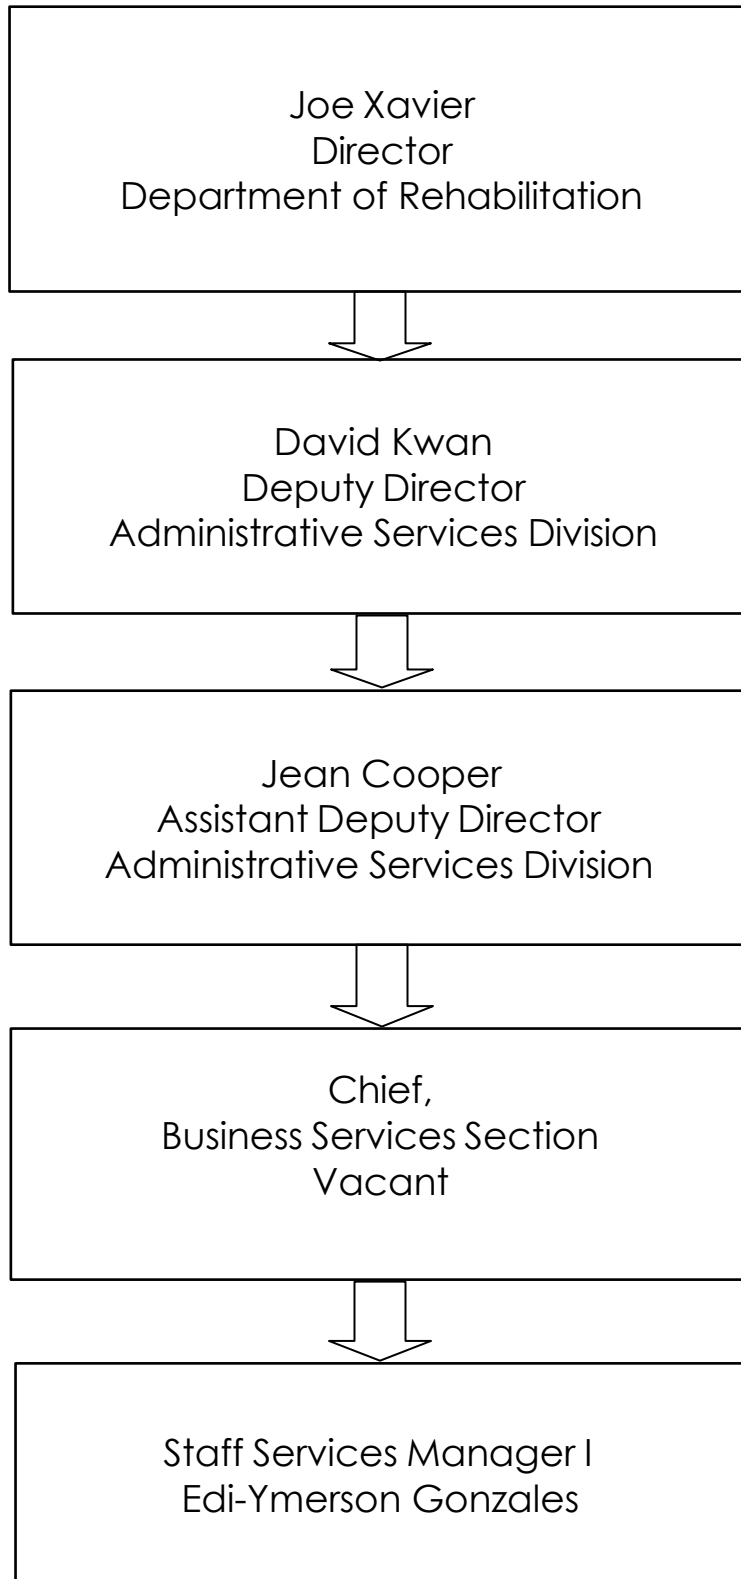 Joe Xavier
Director
Department of Rehabilitation
David Kwan
Deputy Director
Administrative Services Division
Jean Cooper
Assistant Deputy Director
Administrative Services Division
Chief,
Business Services Section
Vacant
Staff Services Manager I
Edi-Ymerson Gonzales